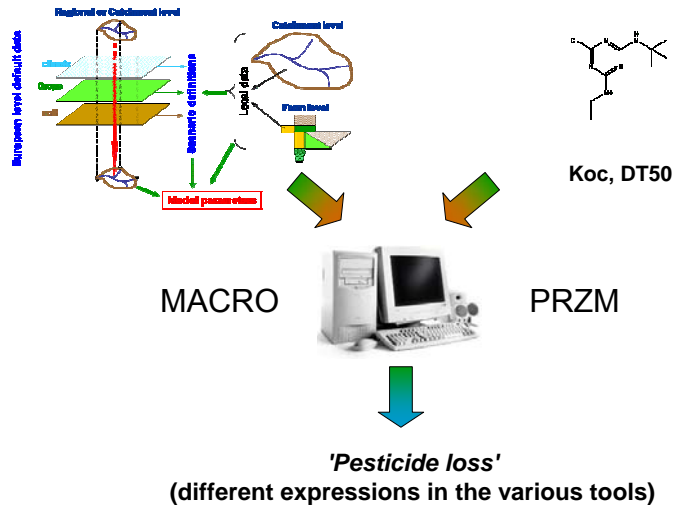 Regional or Catchment level
Catchment level
European level default data
climate
Crops
soil
Scenario definitions
Local data
Farm level
Model parameters
Koc, DT50
MACRO
PRZM
'Pesticide loss'
(different expressions in the various tools)